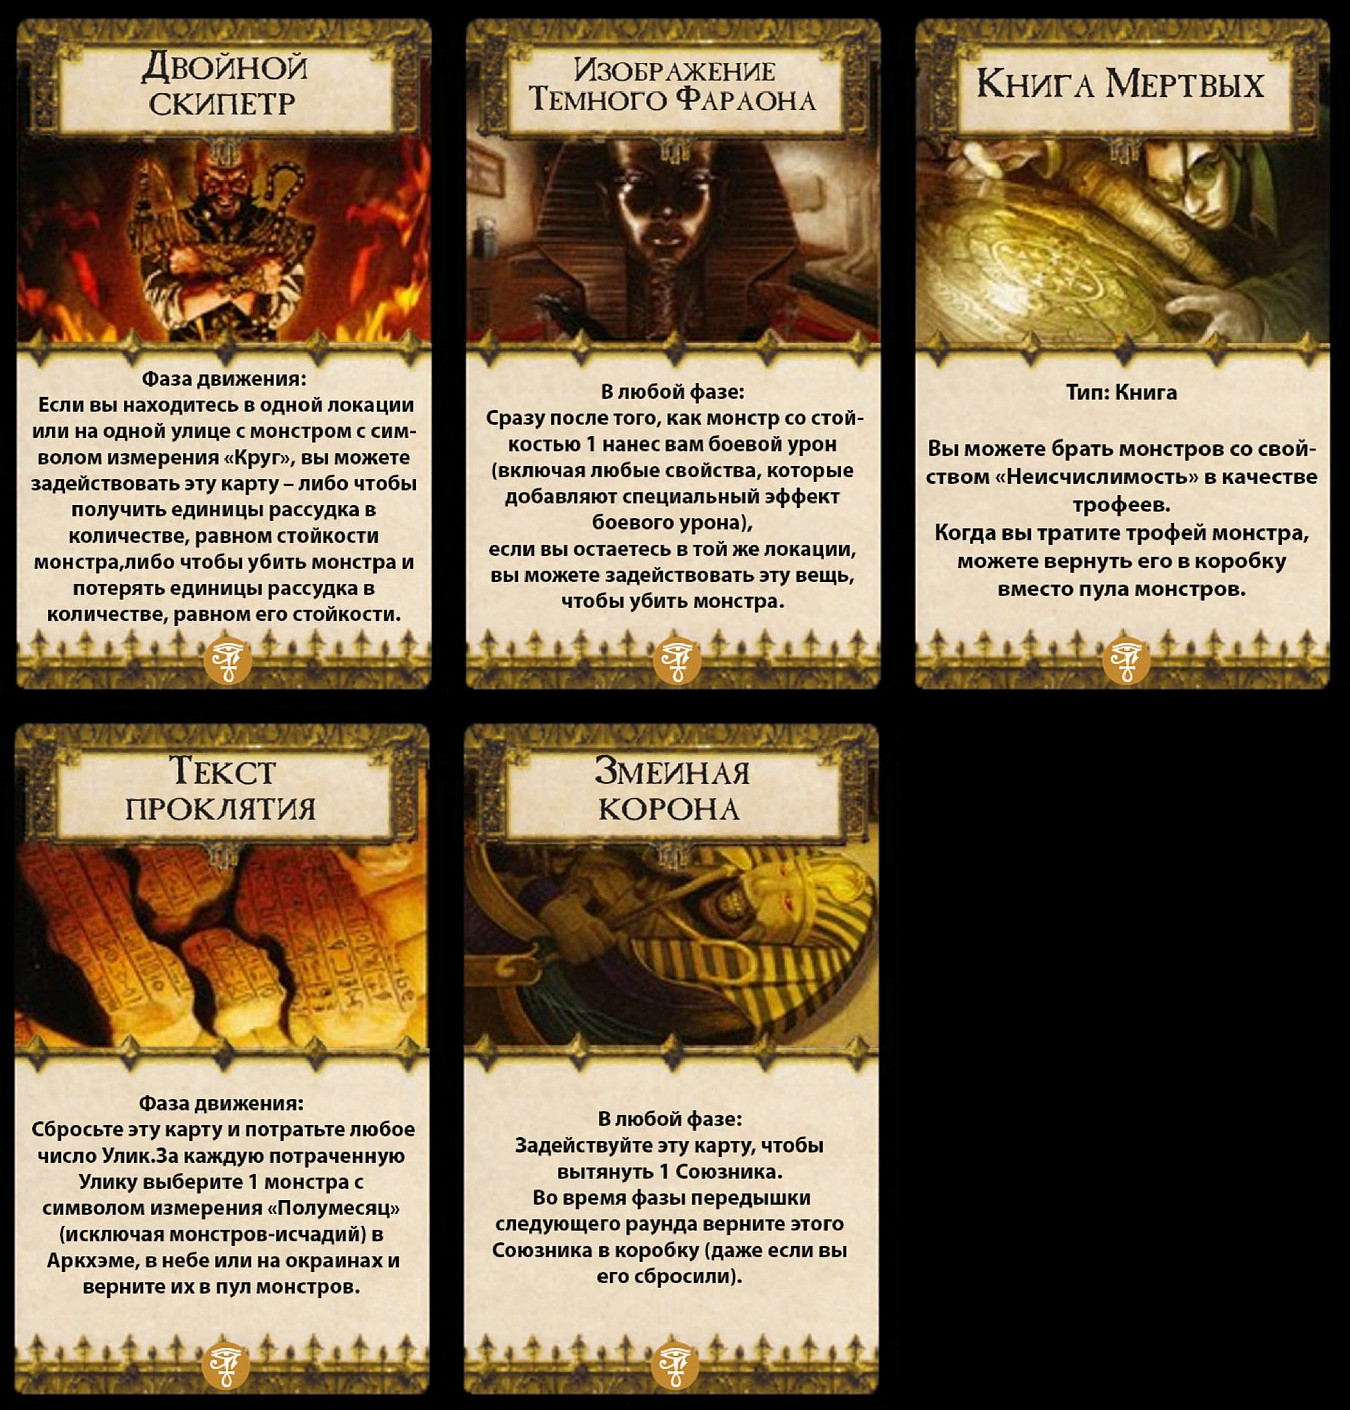 Двойной
скипетр
Фаза движения:
Если вы находитесь в одной локации
или на одной улице с монстром с сим-
волом измерения «Круг», вы можете
задействовать эту карту – либо чтобы
получить единицы рассудка в
количестве, равном стойкости
монстра,либо чтобы убить монстра и
потерять единицы рассудка в
количестве, равном его стойкости.
Изображение
Темного Фараона
В любой фазе:
Сразу после того, как монстр со стой-
костью 1 нанес вам боевой урон
(включая любые свойства, которые
добавляют специальный эффект
боевого урона),
если вы остаетесь в той же локации,
вы можете задействовать эту вещь,
чтобы убить монстра.
Книга Мертвых
Тип: Книга
Вы можете брать монстров со свой-
ством «Неисчислимость» в качестве
трофеев.
Когда вы тратите трофей монстра,
можете вернуть его в коробку
вместо пула монстров.
Текст
проклятия
Фаза движения:
Сбросьте эту карту и потратьте любое
число Улик.За каждую потраченную
Улику выберите 1 монстра с
символом измерения «Полумесяц»
(исключая монстров-исчадий) в
Аркхэме, в небе или на окраинах и
верните их в пул монстров.
Змеиная
корона
В любой фазе:
Задействуйте эту карту, чтобы
вытянуть 1 Союзника.
Во время фазы передышки
следующего раунда верните этого
Союзника в коробку (даже если вы
его сбросили).